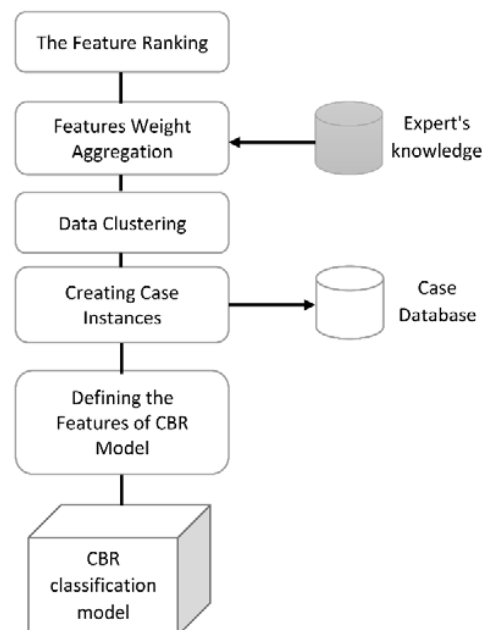 The Feature Ranking
Features Weight
Aggregation
Expert's
knowledge
Data Clustering
Creating Case
Instances
Case
Database
Defining the
Features of CBR
Model
CBR
classification
model